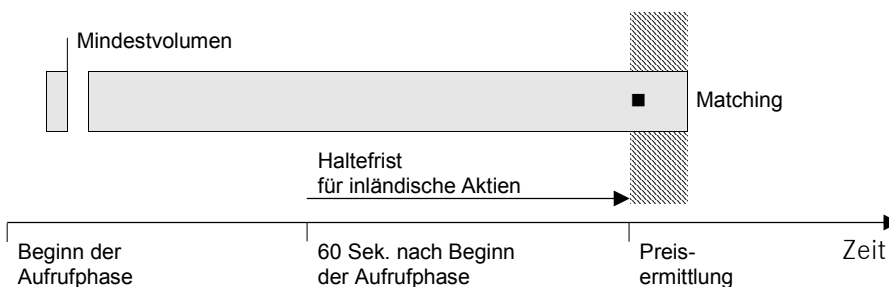 Mindestvolumen
Matching
Haltefrist
für inländische Aktien
Beginn der
Aufrufphase
60 Sek. nach Beginn
der Aufrufphase
Preis-
ermittlung
Zeit